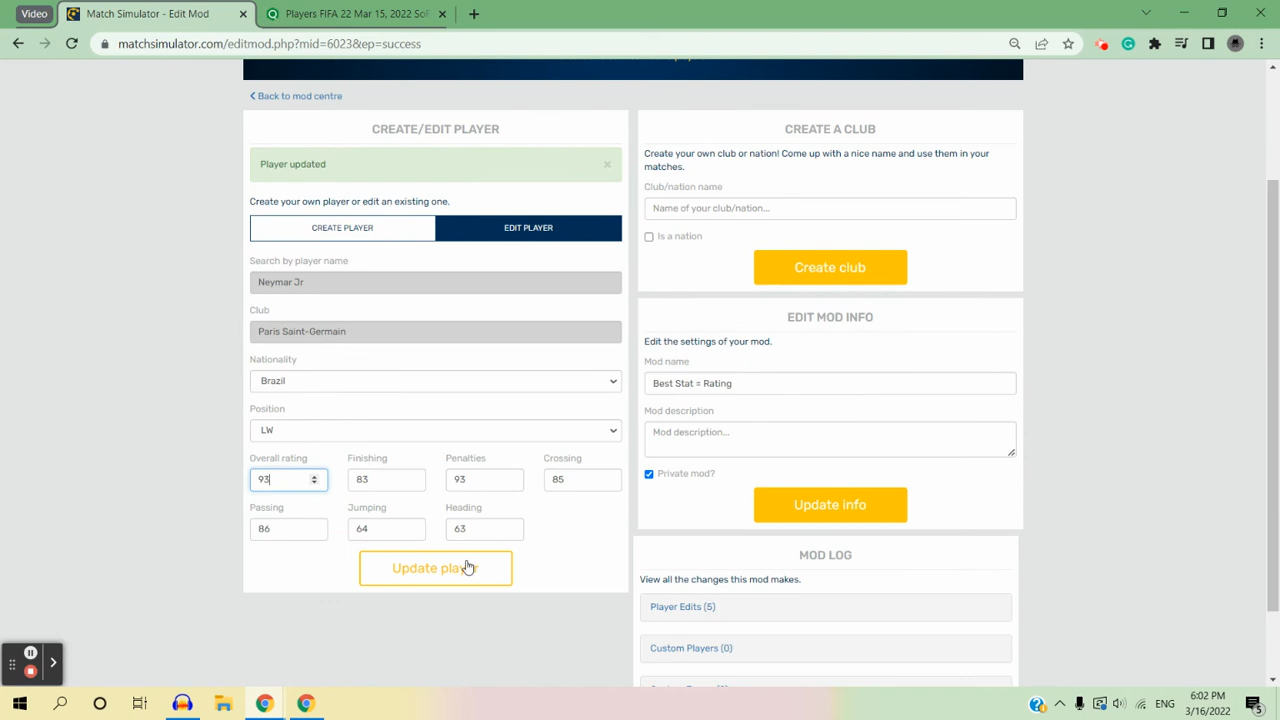 Video
Match Simulator - Edit Mod
Players FIFA 22 Mar 15, 2022 SoF
matchsimulator.com/editmod.php?mid=6023&ep=success
Back to mod centre
CREATE/EDIT PLAYER
Player updated
Create your own player or edit an existing one.
CREATE PLAYER
EDIT PLAYER
Search by player name
Neymar Jr
Club
Paris Saint-Germain
Nationality
Brazil
Position
LW
Overall rating
Finishing
Penalties
Crossing
93
83
93
85
Passing
Jumping
Heading
86
64
63
Update player
CREATE A CLUB
Create your own club or nation! Come up with a nice name and use them in your
matches.
Club/nation name
Name of your club/nation...
Is a nation
Create club
EDIT MOD INFO
Edit the settings of your mod.
Mod name
Best Stat = Rating
Mod description
Mod description...
Private mod?
Update info
MOD LOG
View all the changes this mod makes.
Player Edits (5)
Custom Players (0)
ENG
6:02 PM
3/16/2022
5